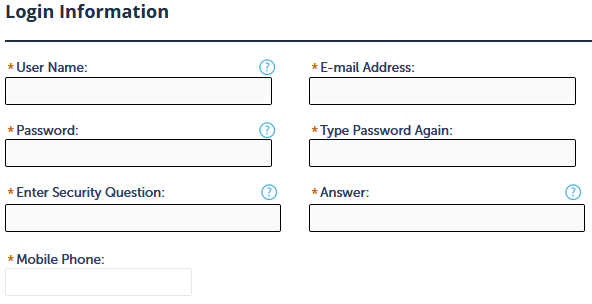 Login Information
* User Name: ?
* E-mail Address:
* Password: ?
* Type Password Again:
* Enter Security Question: ?
* Answer: ?
* Mobile Phone: